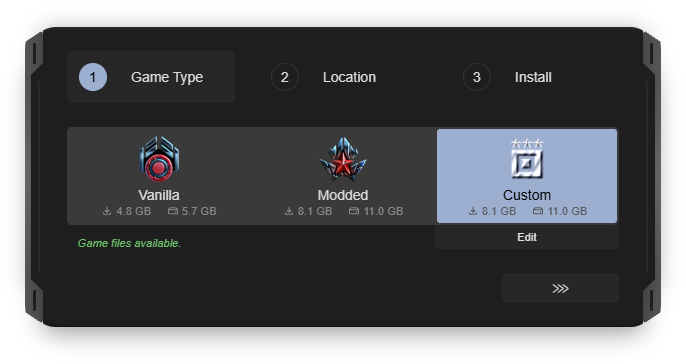 1 Game Type 2 Location 3 Install
Vanilla Modded Custom
4.8 GB 5.7 GB 8.1 GB 11.0 GB 8.1 GB 11.0 GB
Game files available. Edit